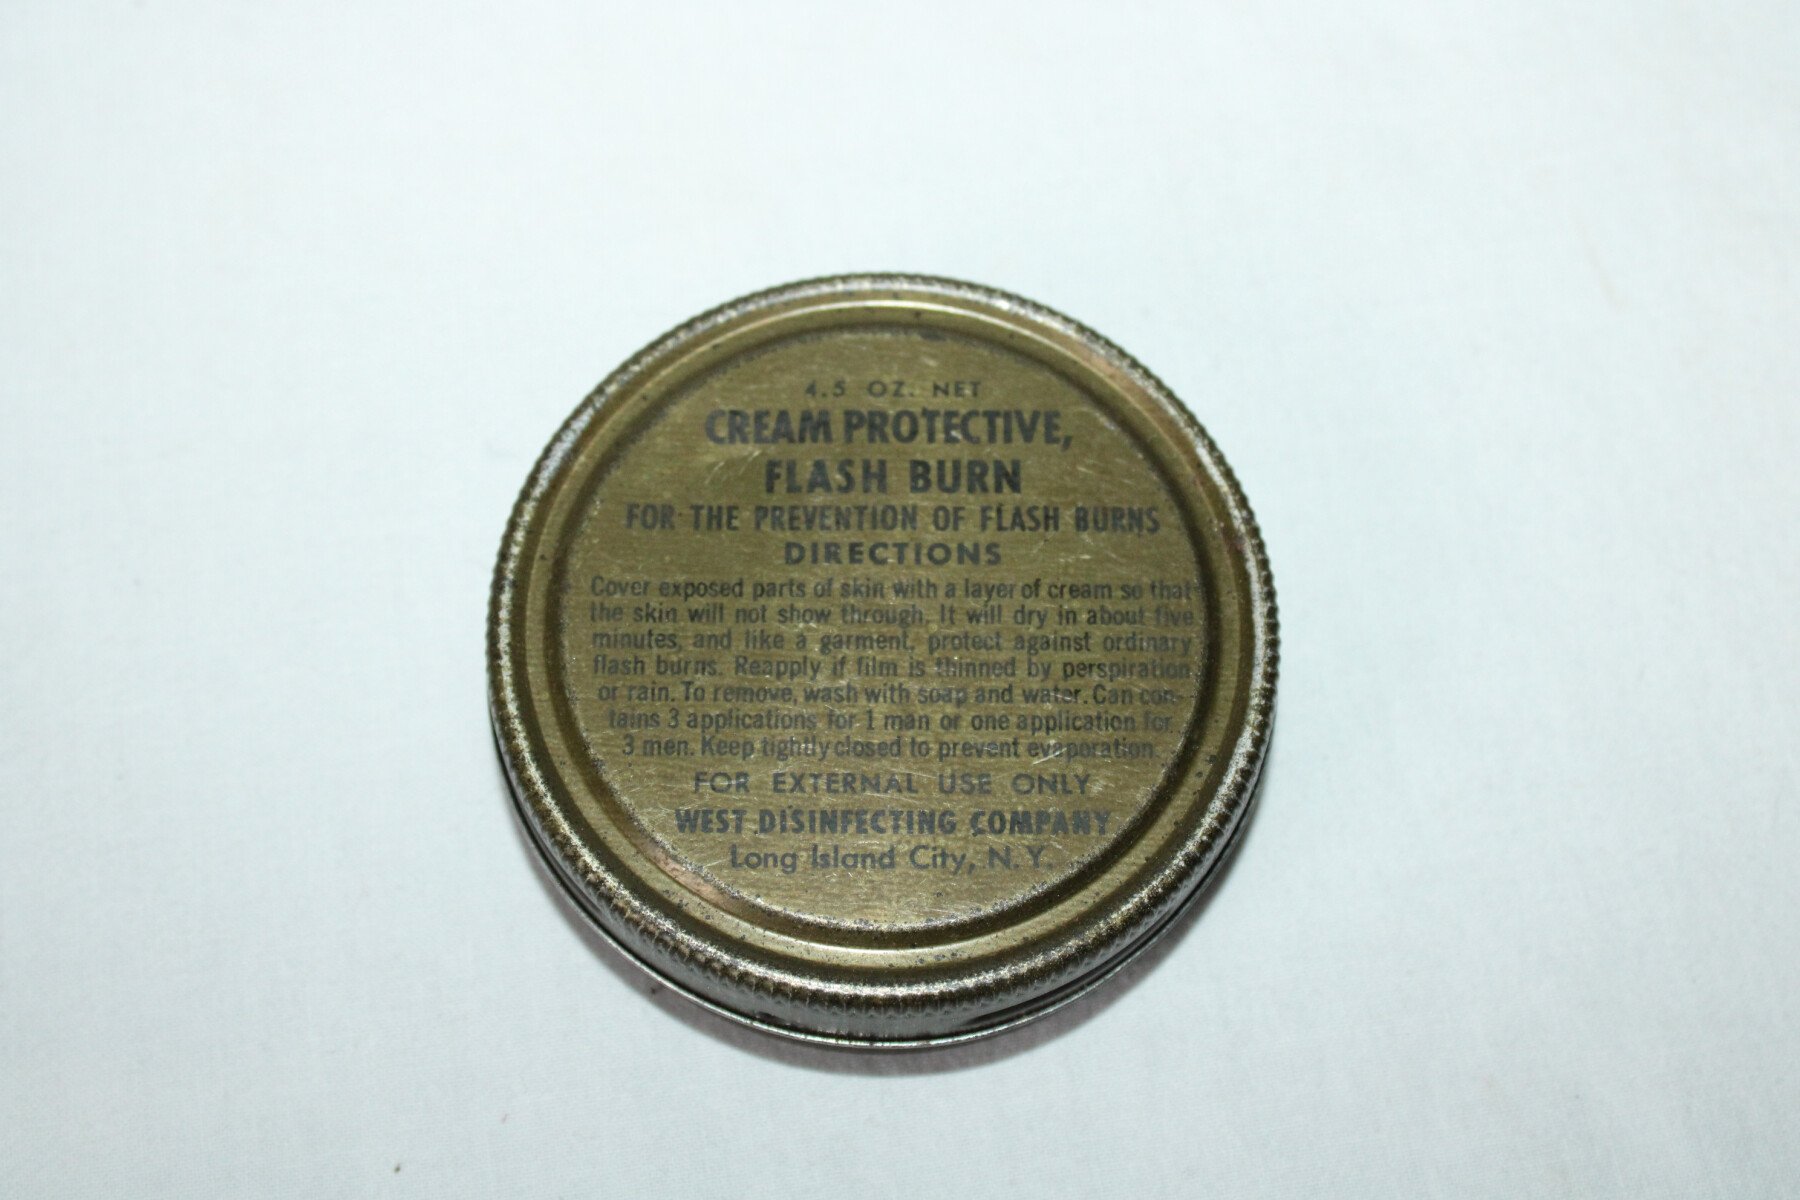 4.5 OZ. NET
CREAM PROTECTIVE,
FLASH BURN
FOR THE PREVENTION OF FLASH BURNS
DIRECTIONS
Cover exposed parts of skin with a layer of cream so that
the skin will not show through. It will dry in about five
minutes, and like a garment, protect against ordinary
flash burns. Reapply if film is thinned by perspiration
or rain. To remove, wash with soap and water. Can con-
tains 3 applications for 1 man or one application for
3 men. Keep tightly closed to prevent evaporation.
FOR EXTERNAL USE ONLY
WEST DISINFECTING COMPANY
Long Island City, N.Y.